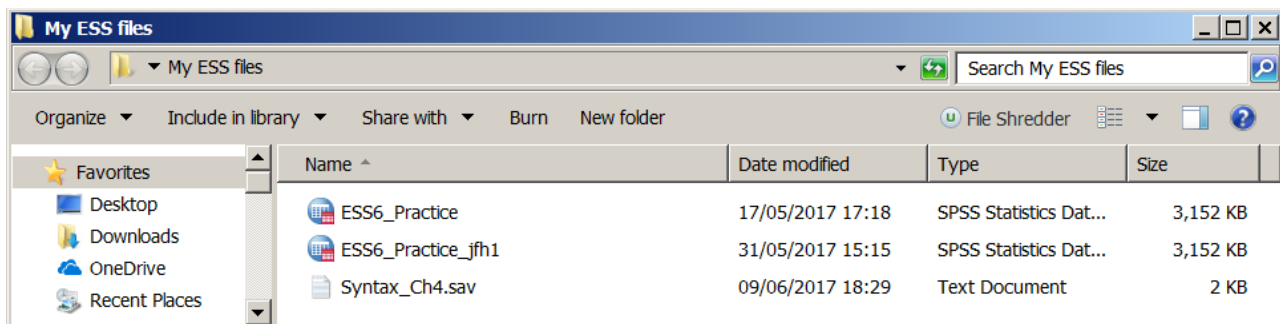 My ESS files
My ESS files Search My ESS files
Organize Include in library Share with Burn New folder File Shredder
Favorites Name Date modified Type Size
Desktop ESS6_Practice 17/05/2017 17:18 SPSS Statistics Dat... 3,152 KB
Downloads ESS6_Practice_jfh1 31/05/2017 15:15 SPSS Statistics Dat... 3,152 KB
OneDrive
Recent Places Syntax_Ch4.sav 09/06/2017 18:29 Text Document 2 KB